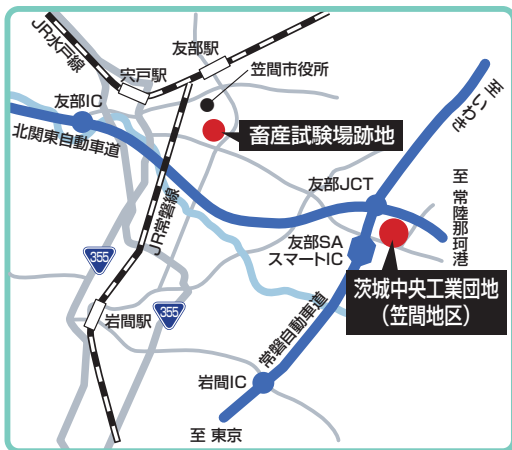 JR水戸線
友部駅
宍戸駅
笠間市役所
至 いわき
友部IC
畜産試験場跡地
北関東自動車道
至 常陸那珂港
友部JCT
JR常磐線
友部SA
スマートIC
355
茨城中央工業団地
(笠間地区)
岩間駅
355
常磐自動車道
岩間IC
至 東京